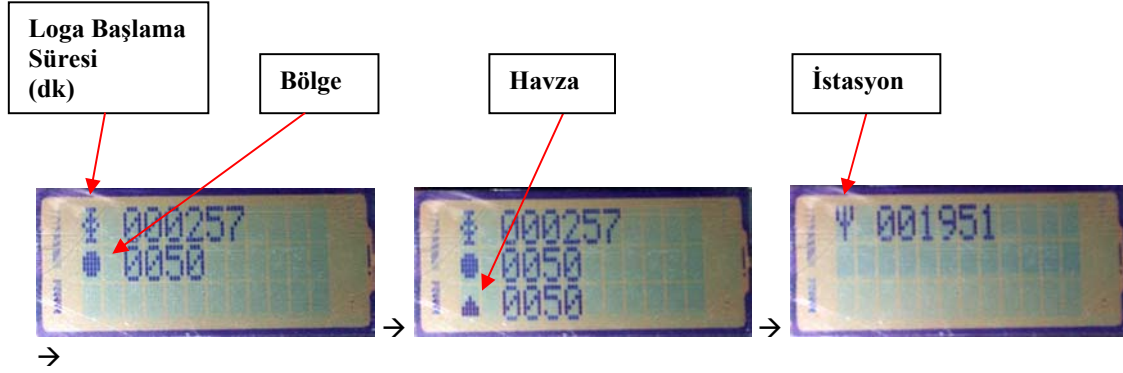 Loga Başlama
Süresi
(dk)
Bölge
Havza
İstasyon
000257
0050
000257
0050
0050
001951
→
→
→